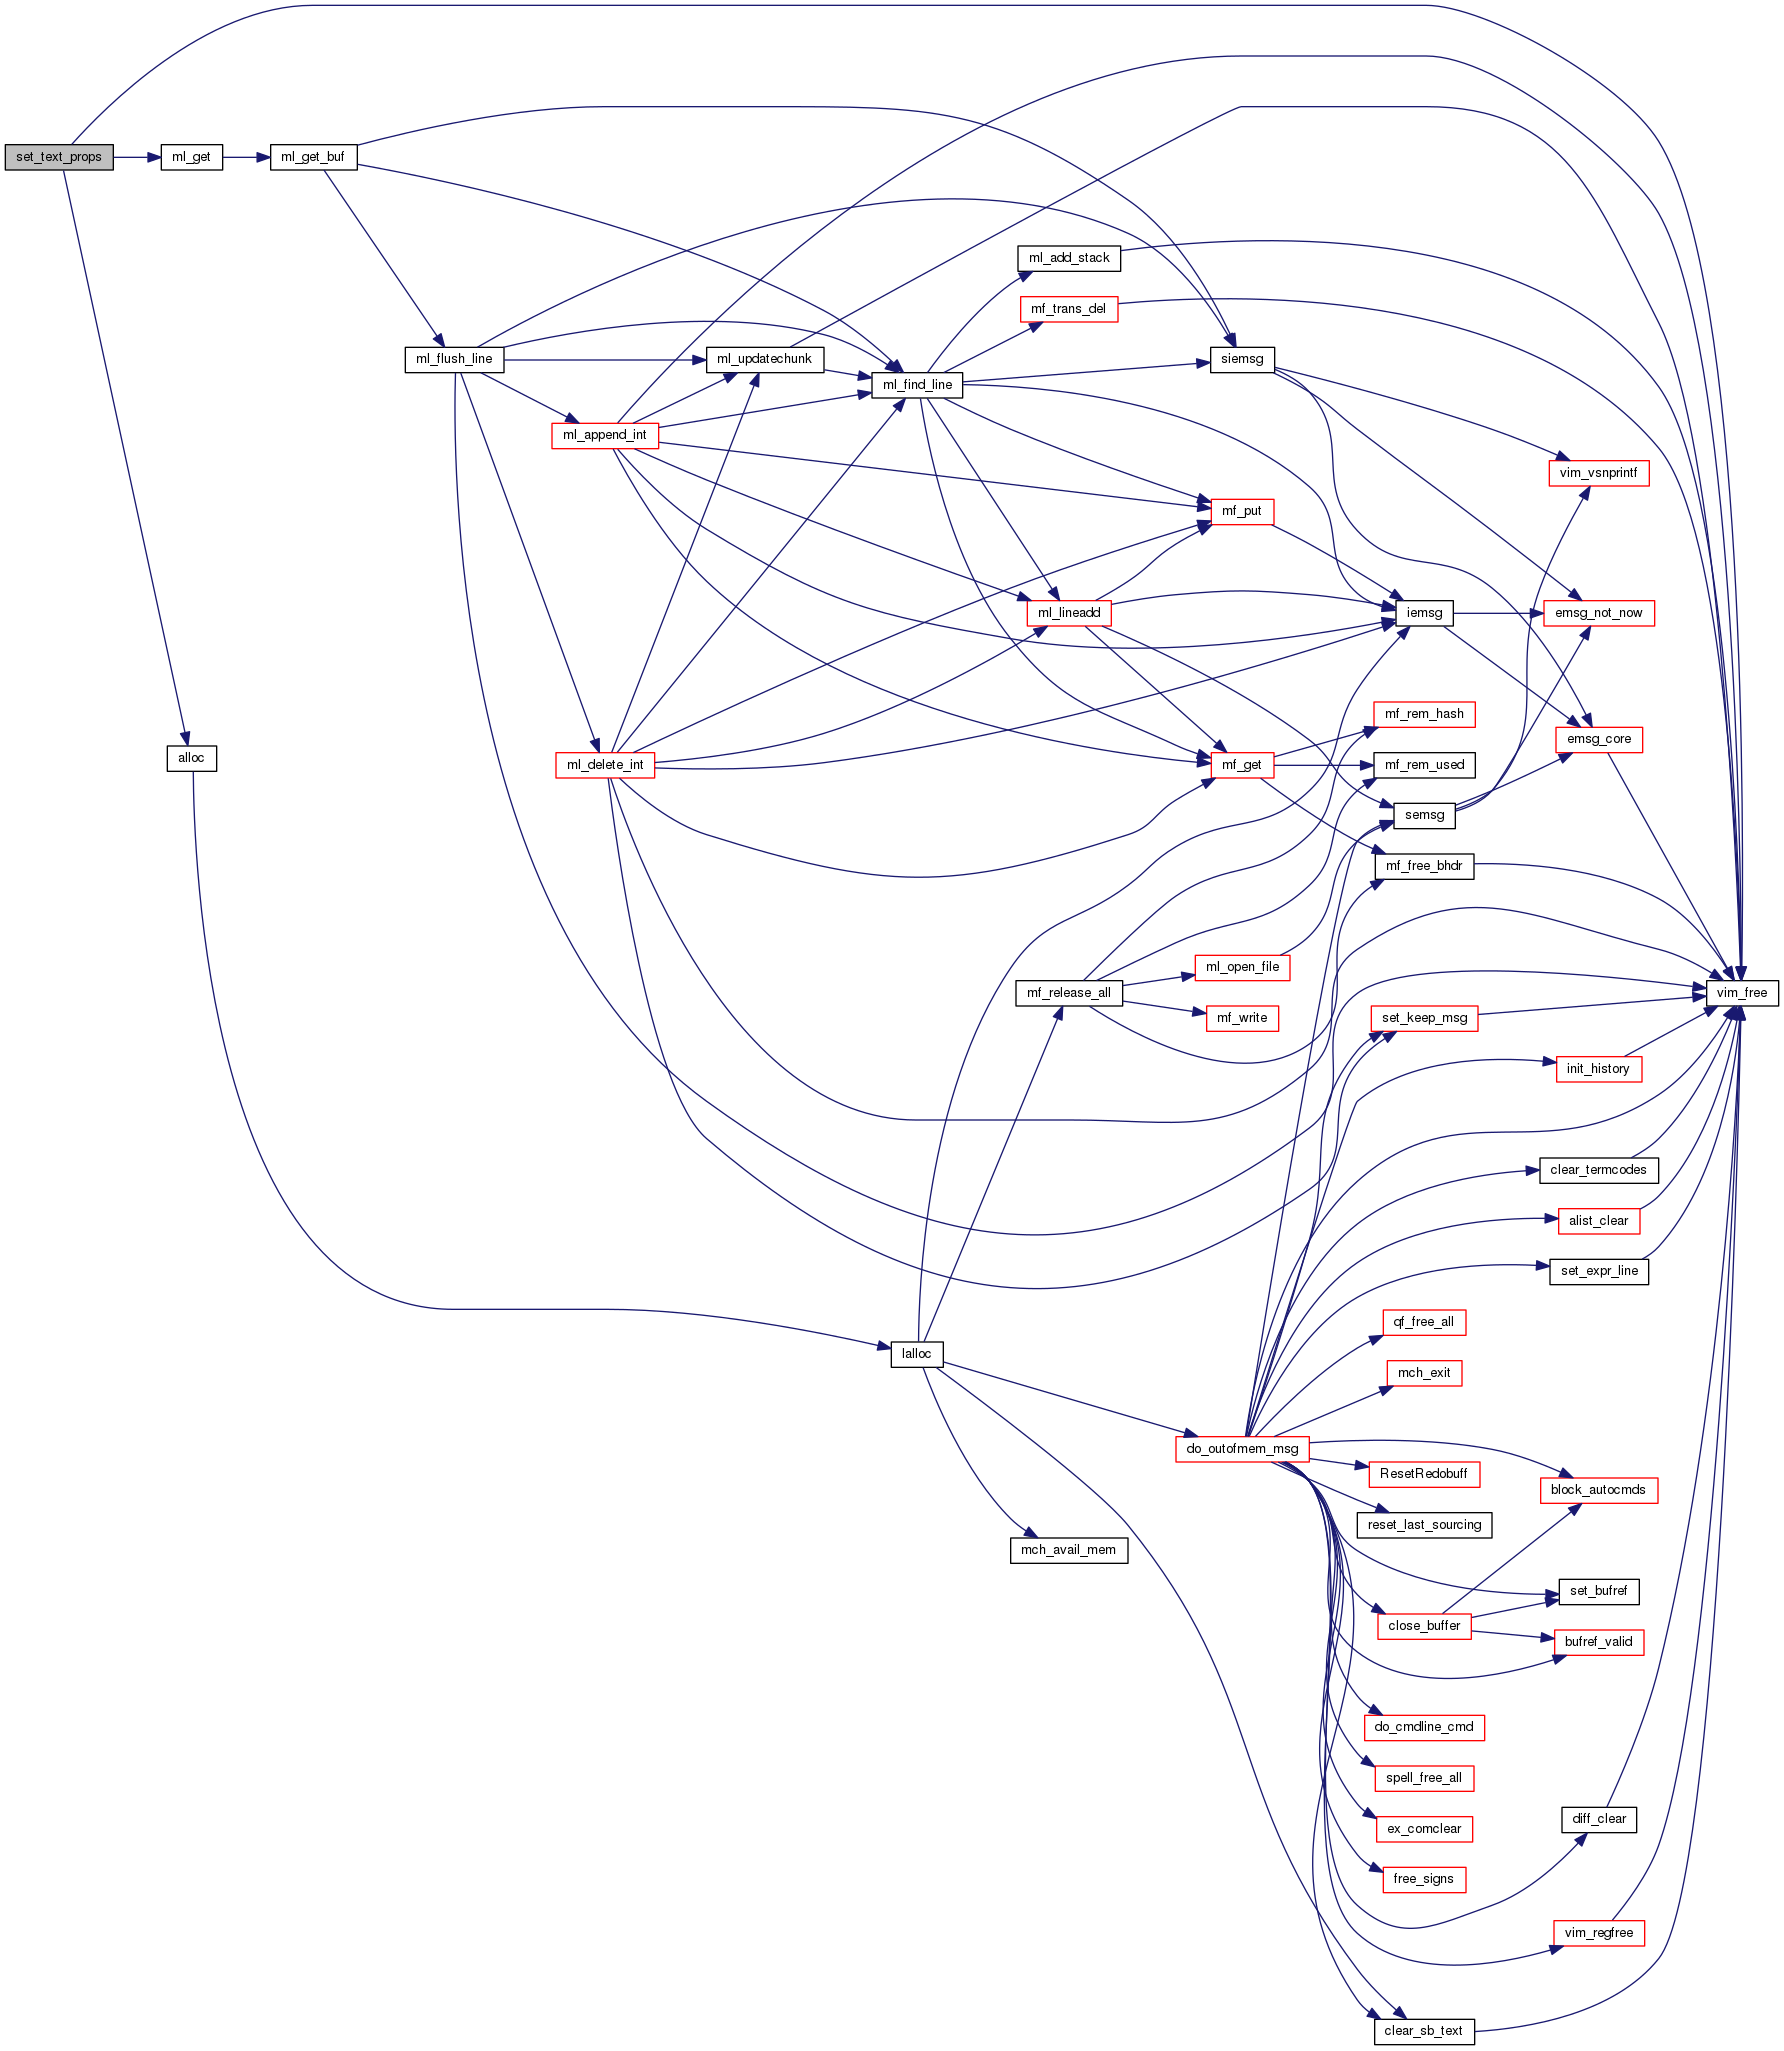 set_text_props
ml_get
ml_get_buf
ml_add_stack
mf_trans_del
ml_flush_line
ml_updatechunk
siemsg
ml_find_line
ml_append_int
vim_vsnprintf
mf_put
ml_lineadd
iemsg
emsg_not_now
mf_rem_hash
emsg_core
alloc
ml_delete_int
mf_get
mf_rem_used
semsg
mf_free_bhdr
ml_open_file
mf_release_all
vim_free
mf_write
set_keep_msg
init_history
clear_termcodes
alist_clear
set_expr_line
qf_free_all
lalloc
mch_exit
do_outofmem_msg
ResetRedobuff
block_autocmds
reset_last_sourcing
mch_avail_mem
set_bufref
close_buffer
bufref_valid
do_cmdline_cmd
spell_free_all
diff_clear
ex_comclear
free_signs
vim_regfree
clear_sb_text